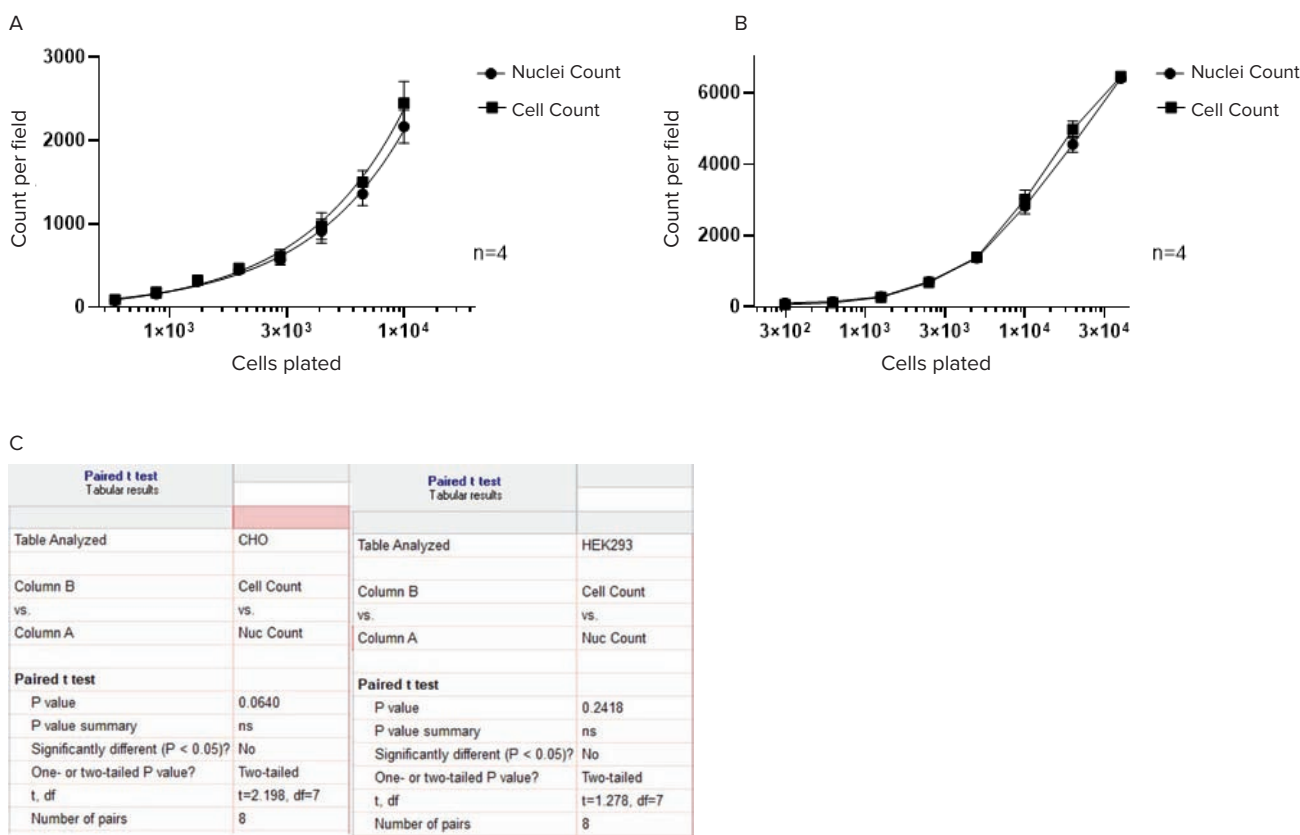 A
3000
2000
1000
0
Count per field
1×10³
3×10³
1×10⁴
Cells plated
Nuclei Count
Cell Count
n=4
B
6000
4000
2000
0
Count per field
3×10²
1×10³
3×10³
1×10⁴
3×10⁴
Cells plated
Nuclei Count
Cell Count
n=4
C
Paired t test
Tabular results
Table Analyzed CHO
Column B Cell Count
vs. vs.
Column A Nuc Count
Paired t test
P value 0.0640
P value summary ns
Significantly different (P < 0.05)? No
One- or two-tailed P value? Two-tailed
t, df t=2.198, df=7
Number of pairs 8
Paired t test
Tabular results
Table Analyzed HEK293
Column B Cell Count
vs. vs.
Column A Nuc Count
Paired t test
P value 0.2418
P value summary ns
Significantly different (P < 0.05)? No
One- or two-tailed P value? Two-tailed
t, df t=1.278, df=7
Number of pairs 8